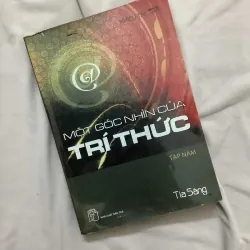 MỘT GÓC NHÌN CỦA
TRÍ THỨC
TẬP NĂM
Tia Sáng